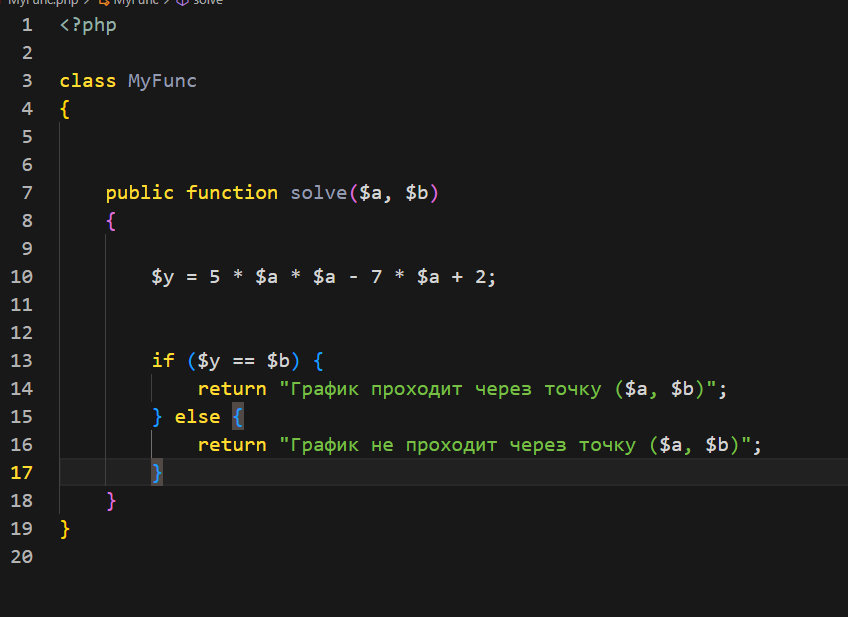 MyFunc.php > MyFunc > solve
1 <?php
2
3 class MyFunc
4 {
5
6
7 public function solve($a, $b)
8 {
9
10 $y = 5 * $a * $a - 7 * $a + 2;
11
12
13 if ($y == $b) {
14 return "График проходит через точку ($a, $b)";
15 } else {
16 return "График не проходит через точку ($a, $b)";
17 }
18 }
19 }
20